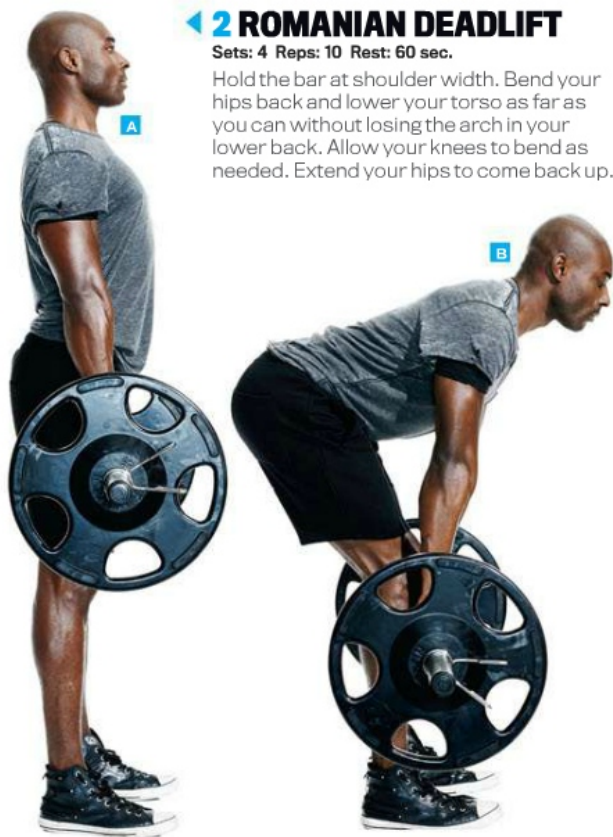 2 ROMANIAN DEADLIFT
Sets: 4 Reps: 10 Rest: 60 sec.
Hold the bar at shoulder width. Bend your
hips back and lower your torso as far as
you can without losing the arch in your
lower back. Allow your knees to bend as
needed. Extend your hips to come back up.
A
B